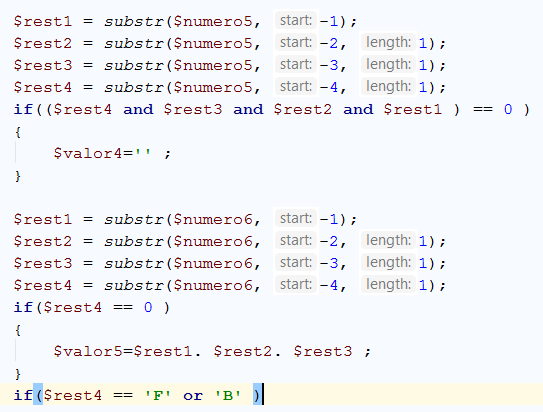 $rest1 = substr($numero5, start: -1);
$rest2 = substr($numero5, start: -2, length: 1);
$rest3 = substr($numero5, start: -3, length: 1);
$rest4 = substr($numero5, start: -4, length: 1);
if(($rest4 and $rest3 and $rest2 and $rest1 ) == 0 )
{
$valor4='' ;
}
$rest1 = substr($numero6, start: -1);
$rest2 = substr($numero6, start: -2, length: 1);
$rest3 = substr($numero6, start: -3, length: 1);
$rest4 = substr($numero6, start: -4, length: 1);
if($rest4 == 0 )
{
$valor5=$rest1. $rest2. $rest3 ;
}
if($rest4 == 'F' or 'B' )